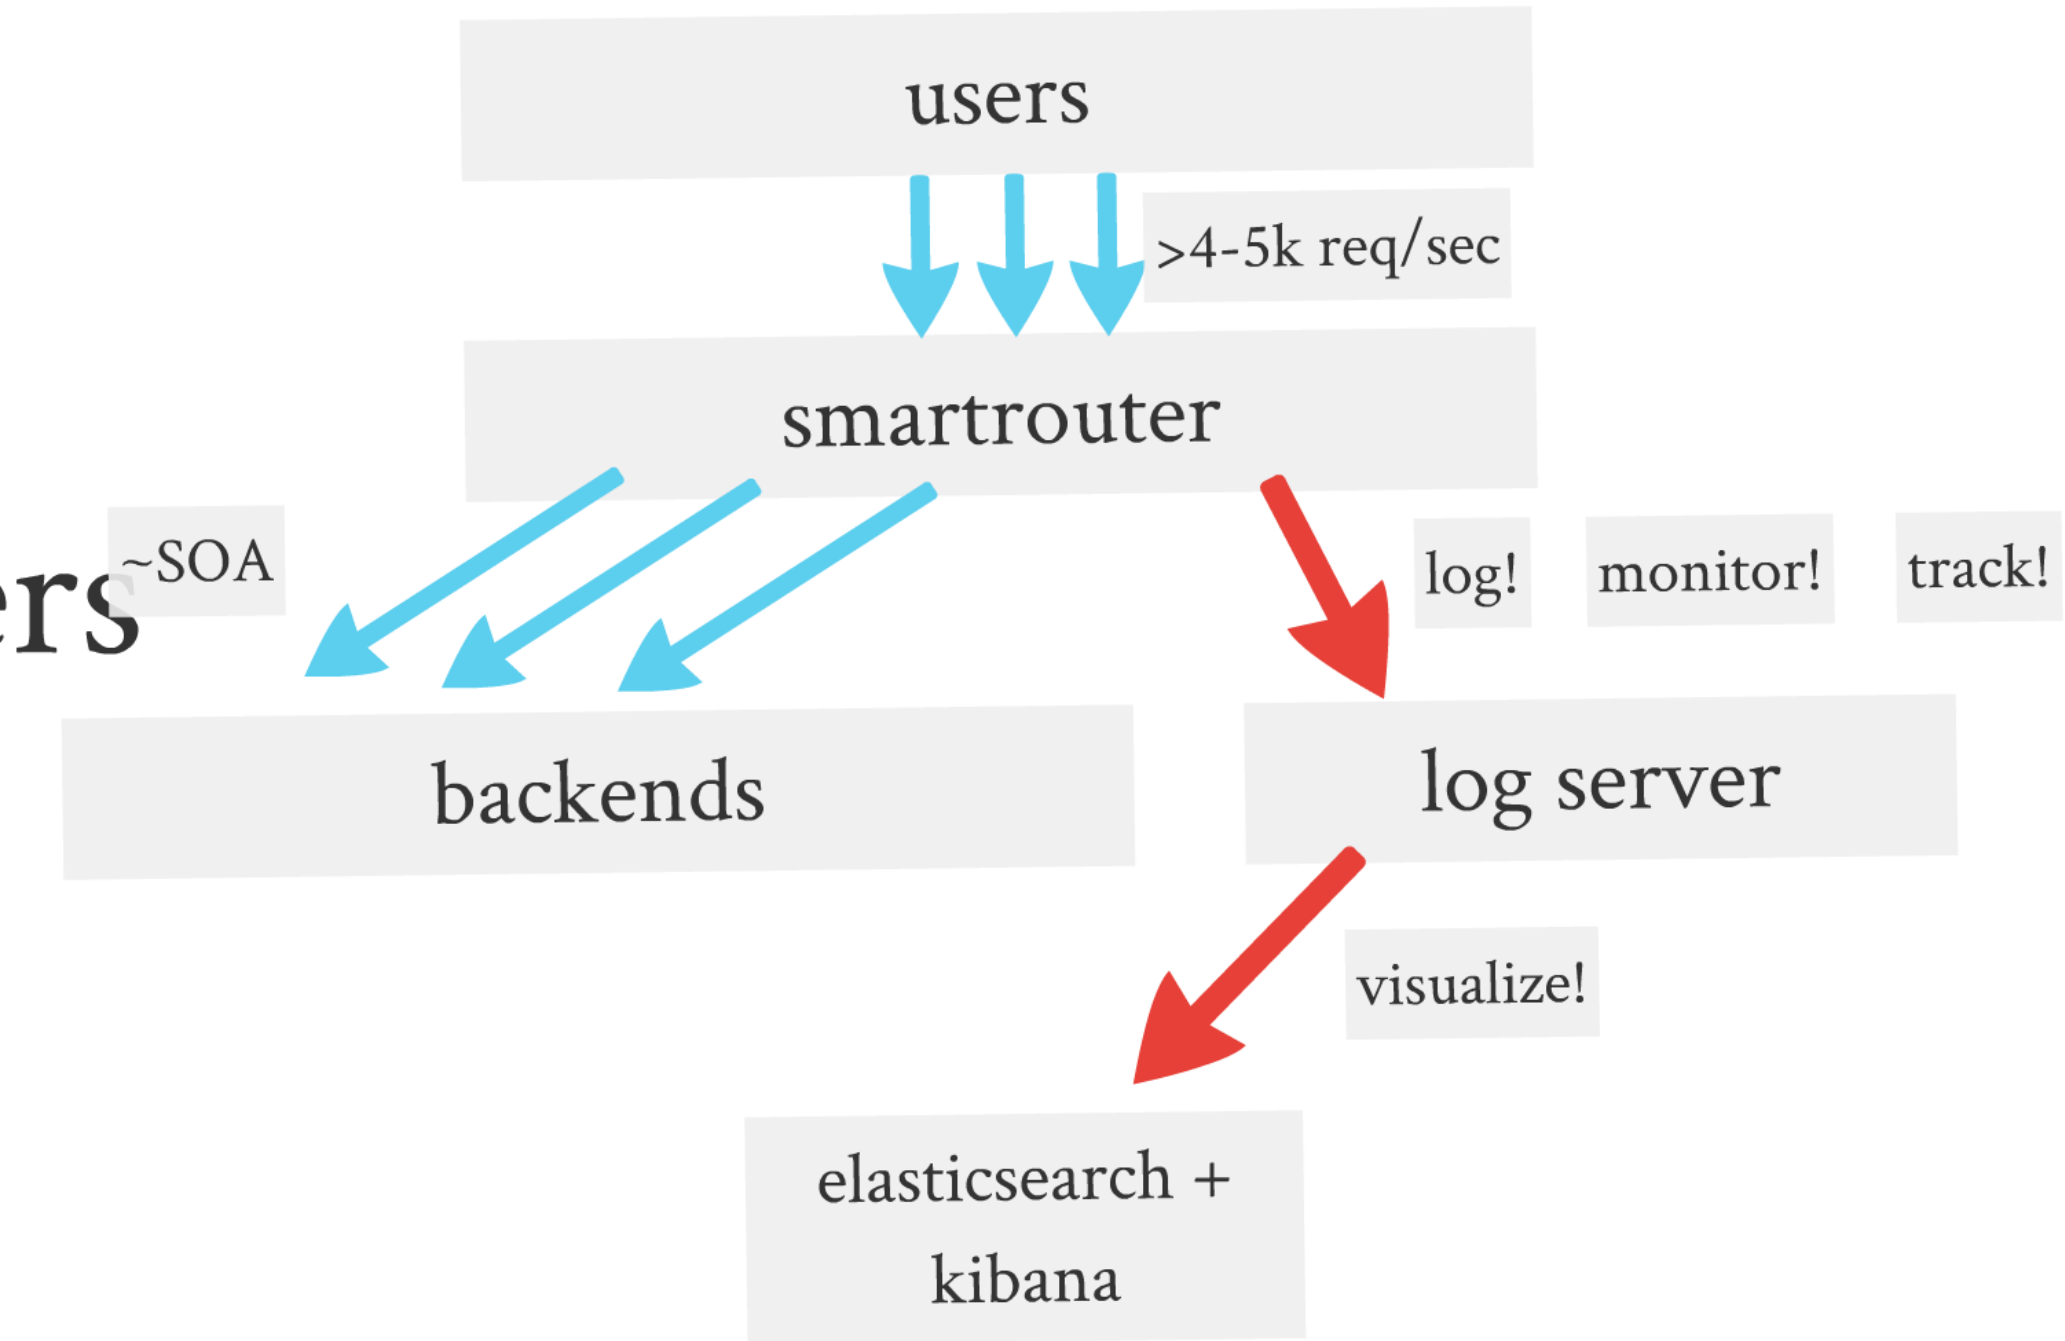 users
>4-5k req/sec
smartrouter
~SOA
log! monitor! track!
backends
log server
visualize!
elasticsearch +
kibana